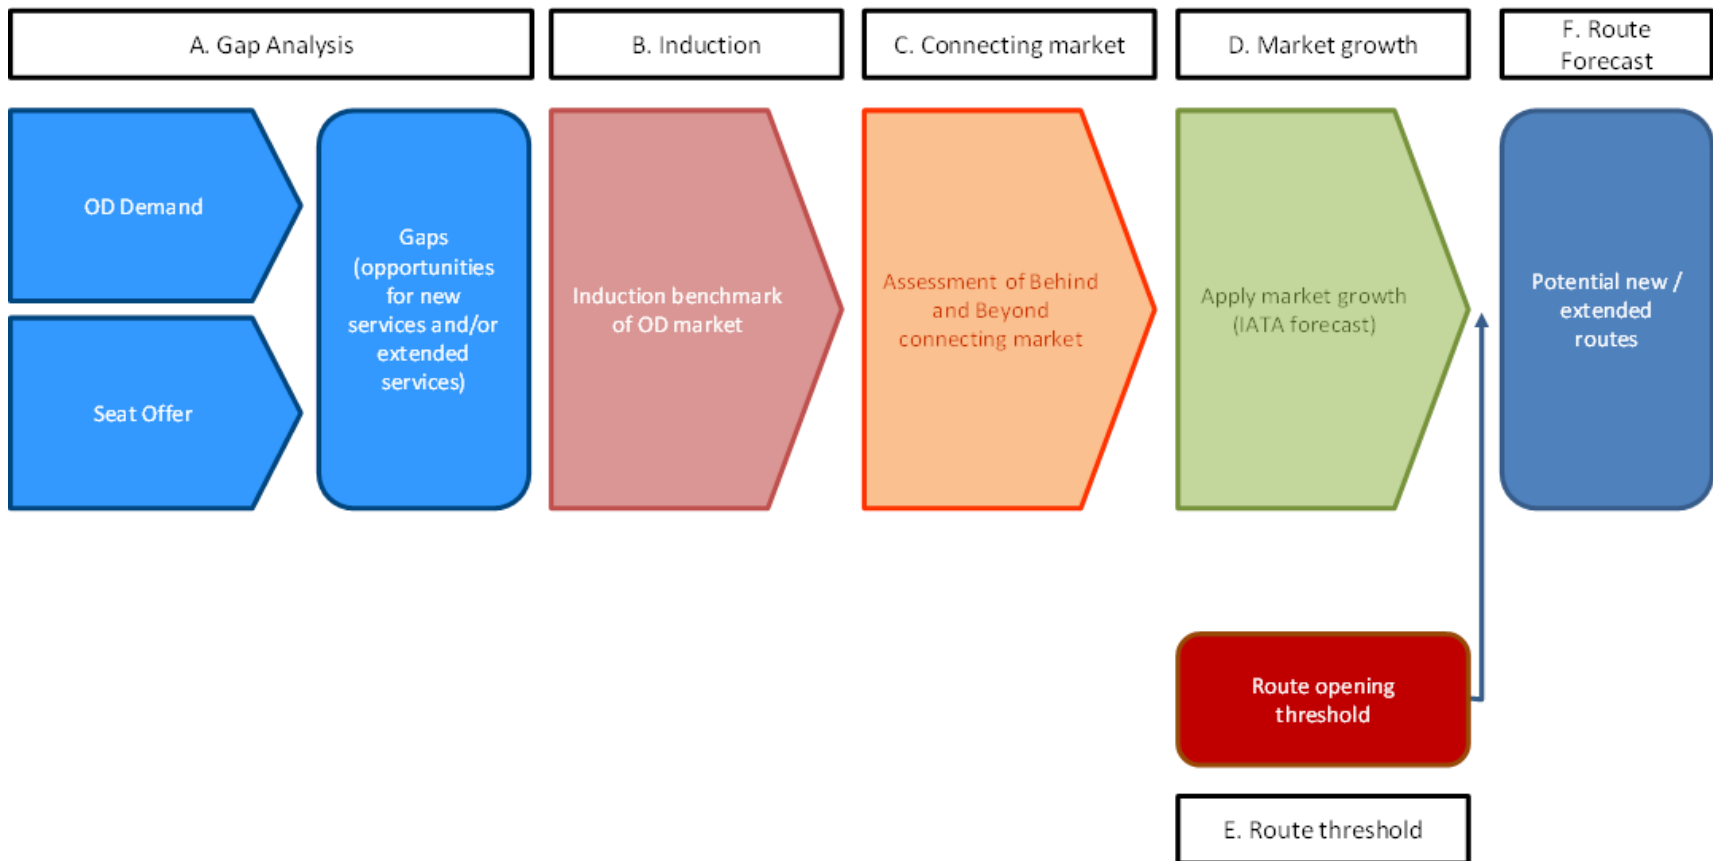 A. Gap Analysis
B. Induction
C. Connecting market
D. Market growth
F. Route
Forecast
OD Demand
Seat Offer
Gaps
(opportunities
for new
services and/or
extended
services)
Induction benchmark
of OD market
Assessment of Behind
and Beyond
connecting market
Apply market growth
(IATA forecast)
Potential new /
extended
routes
Route opening
threshold
E. Route threshold